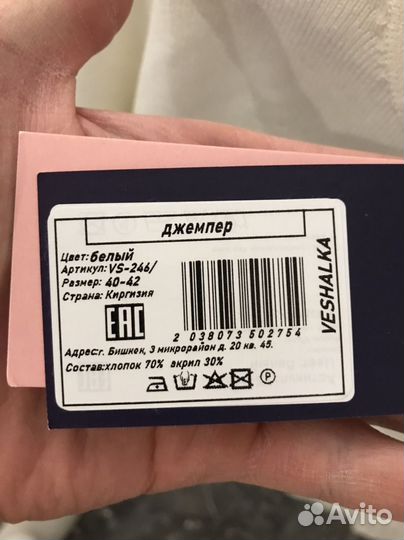 джемпер
Цвет:белый
Артикул:VS-246/
Размер: 40-42
Страна: Киргизия
EAC
2 038073 502754
VESHALKA
Адрес:г. Бишкек, 3 микрорайон д. 20 кв. 45.
Состав:хлопок 70% акрил 30%
P
Avito